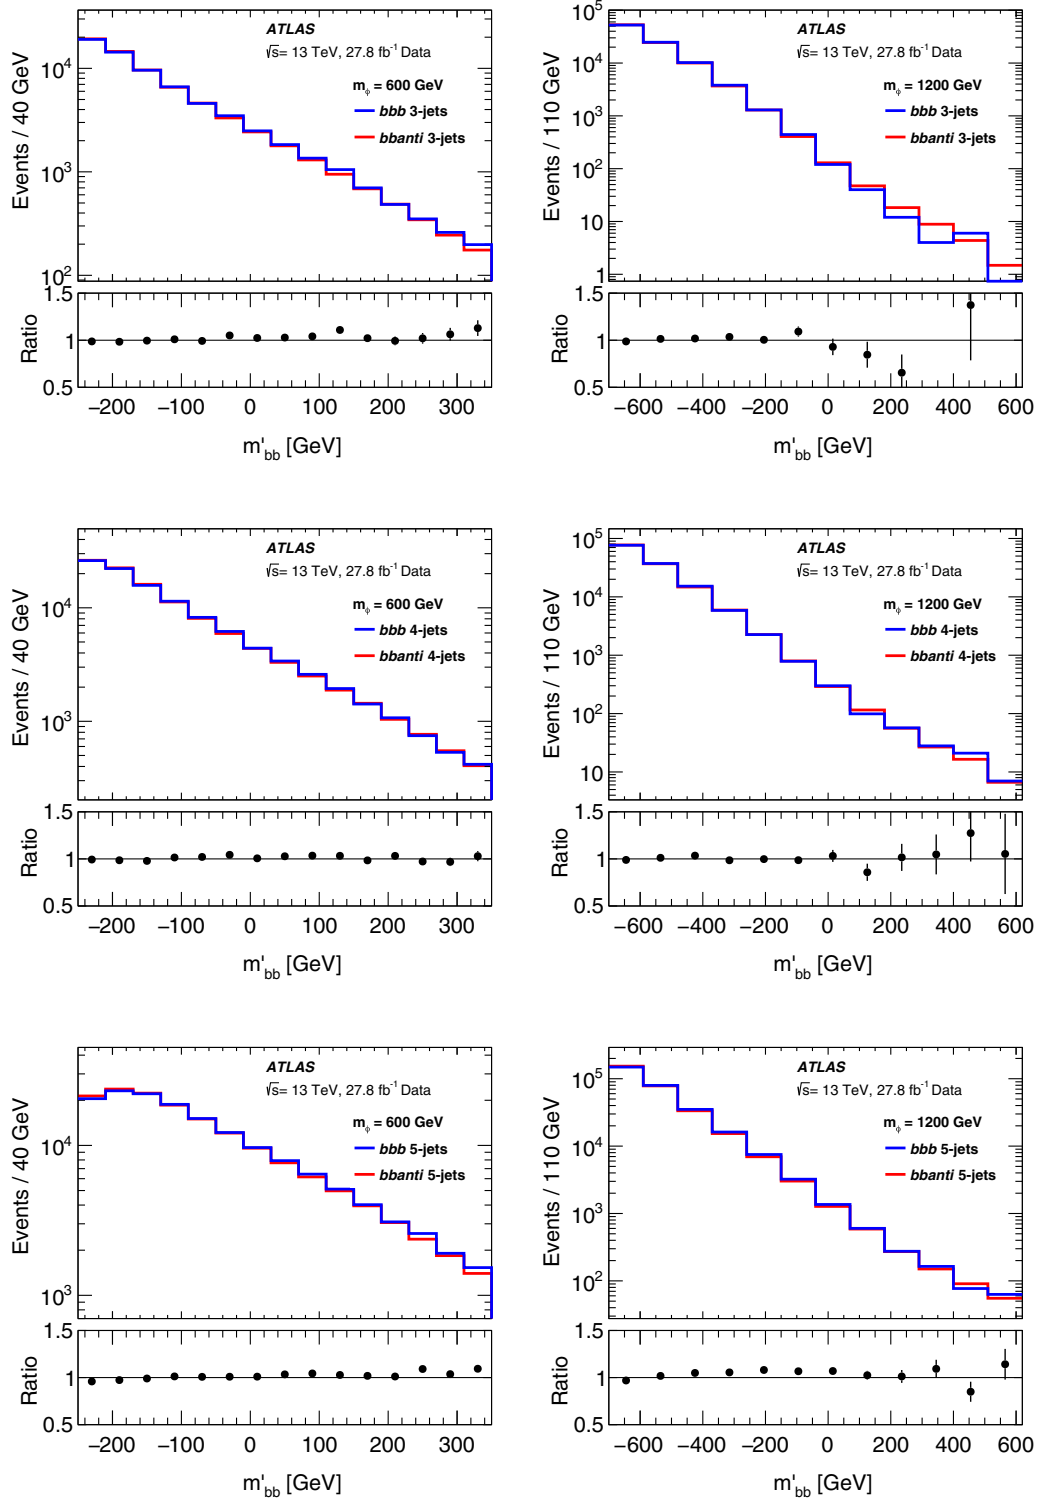 ATLAS
√s= 13 TeV, 27.8 fb⁻¹ Data
m_ϕ = 600 GeV
bbb 3-jets
bbanti 3-jets
Events / 40 GeV
10⁴
10³
10²
Ratio
1.5
1
0.5
−200 −100 0 100 200 300
m'_bb [GeV]
ATLAS
√s= 13 TeV, 27.8 fb⁻¹ Data
m_ϕ = 1200 GeV
bbb 3-jets
bbanti 3-jets
Events / 110 GeV
10⁵
10⁴
10³
10²
10
1
Ratio
1.5
1
0.5
−600 −400 −200 0 200 400 600
m'_bb [GeV]
ATLAS
√s= 13 TeV, 27.8 fb⁻¹ Data
m_ϕ = 600 GeV
bbb 4-jets
bbanti 4-jets
Events / 40 GeV
10⁴
10³
Ratio
1.5
1
0.5
−200 −100 0 100 200 300
m'_bb [GeV]
ATLAS
√s= 13 TeV, 27.8 fb⁻¹ Data
m_ϕ = 1200 GeV
bbb 4-jets
bbanti 4-jets
Events / 110 GeV
10⁵
10⁴
10³
10²
10
Ratio
1.5
1
0.5
−600 −400 −200 0 200 400 600
m'_bb [GeV]
ATLAS
√s= 13 TeV, 27.8 fb⁻¹ Data
m_ϕ = 600 GeV
bbb 5-jets
bbanti 5-jets
Events / 40 GeV
10⁴
10³
Ratio
1.5
1
0.5
−200 −100 0 100 200 300
m'_bb [GeV]
ATLAS
√s= 13 TeV, 27.8 fb⁻¹ Data
m_ϕ = 1200 GeV
bbb 5-jets
bbanti 5-jets
Events / 110 GeV
10⁵
10⁴
10³
10²
Ratio
1.5
1
0.5
−600 −400 −200 0 200 400 600
m'_bb [GeV]